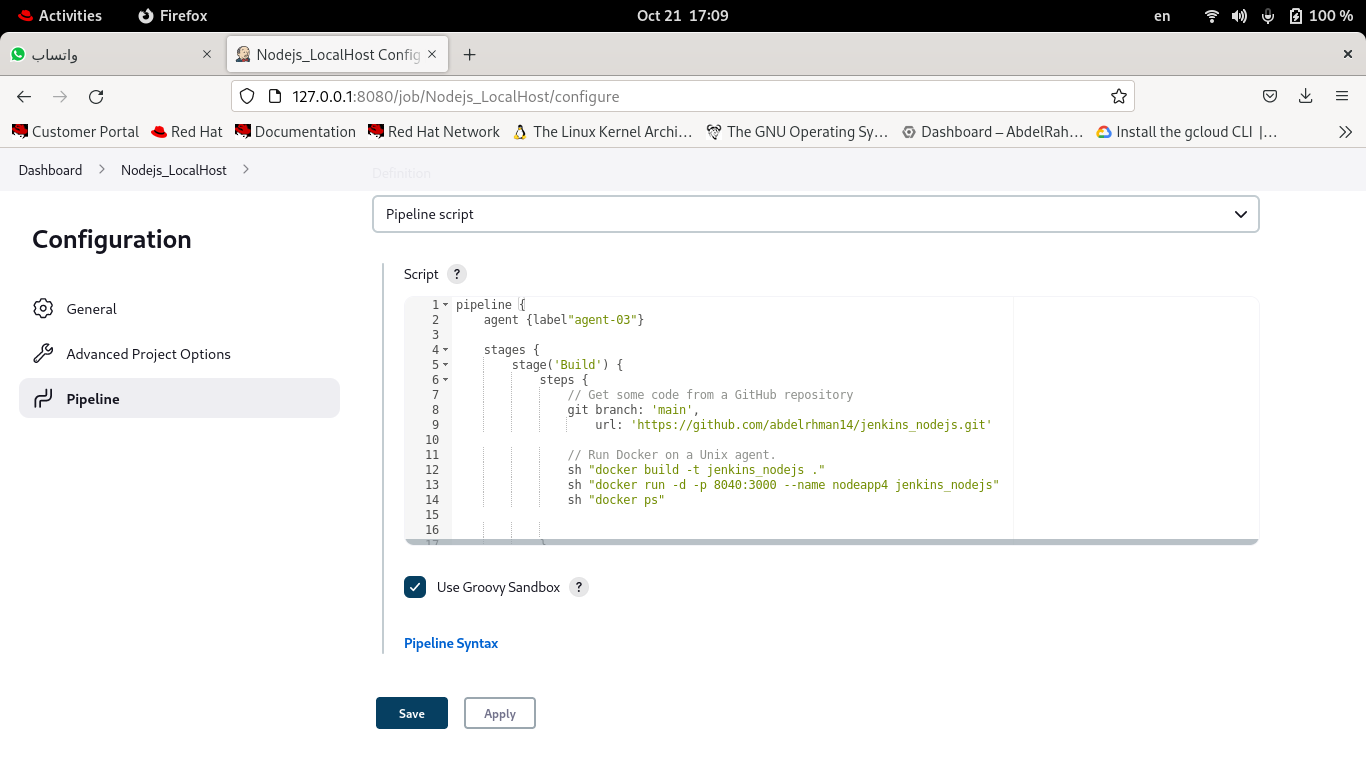 Activities Firefox Oct 21 17:09 en 100 %
واتساب Nodejs_LocalHost Config
127.0.0.1:8080/job/Nodejs_LocalHost/configure
Customer Portal Red Hat Documentation Red Hat Network The Linux Kernel Archi… The GNU Operating Sy… Dashboard – AbdelRah… Install the gcloud CLI |…
Dashboard Nodejs_LocalHost
Definition
Pipeline script
Configuration
General
Advanced Project Options
Pipeline
Script ?
1 pipeline {
2 agent {label"agent-03"}
3
4 stages {
5 stage('Build') {
6 steps {
7 // Get some code from a GitHub repository
8 git branch: 'main',
9 url: 'https://github.com/abdelrhman14/jenkins_nodejs.git'
10
11 // Run Docker on a Unix agent.
12 sh "docker build -t jenkins_nodejs ."
13 sh "docker run -d -p 8040:3000 --name nodeapp4 jenkins_nodejs"
14 sh "docker ps"
15
16
17 }
Use Groovy Sandbox ?
Pipeline Syntax
Save Apply